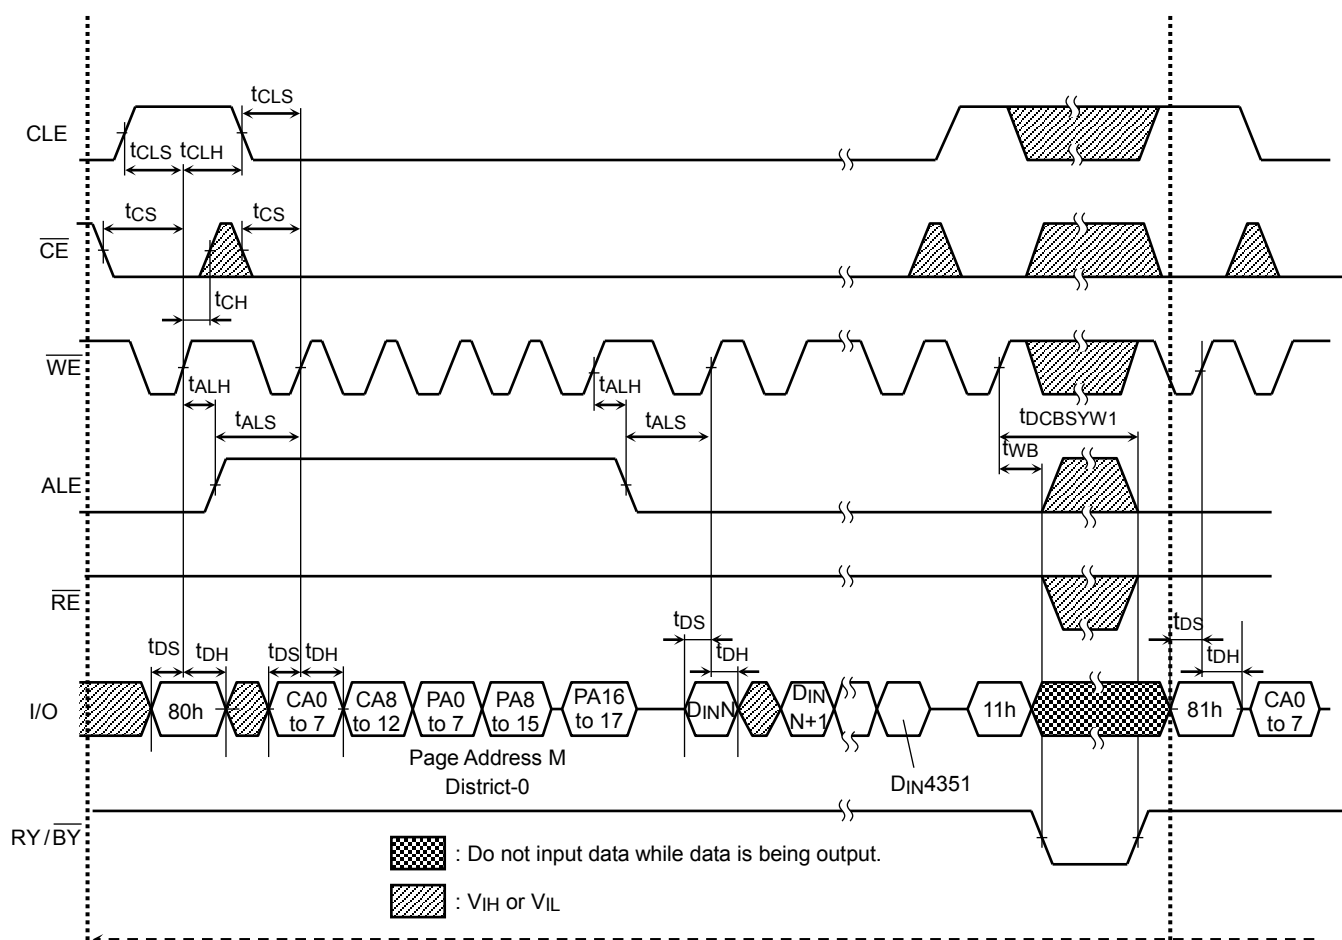 tCLS
CLE
tCLS tCLH
tCS tCS
CE
tCH
WE
tALH tALH
tALS tALS tDCBSYW1
tWB
ALE
RE
tDS tDS
tDS tDH tDS tDH tDH tDH
I/O 80h CA0 to 7 CA8 to 12 PA0 to 7 PA8 to 15 PA16 to 17 DINN DIN N+1 11h 81h CA0 to 7
Page Address M
District-0
DIN4351
RY/BY
: Do not input data while data is being output.
: VIH or VIL